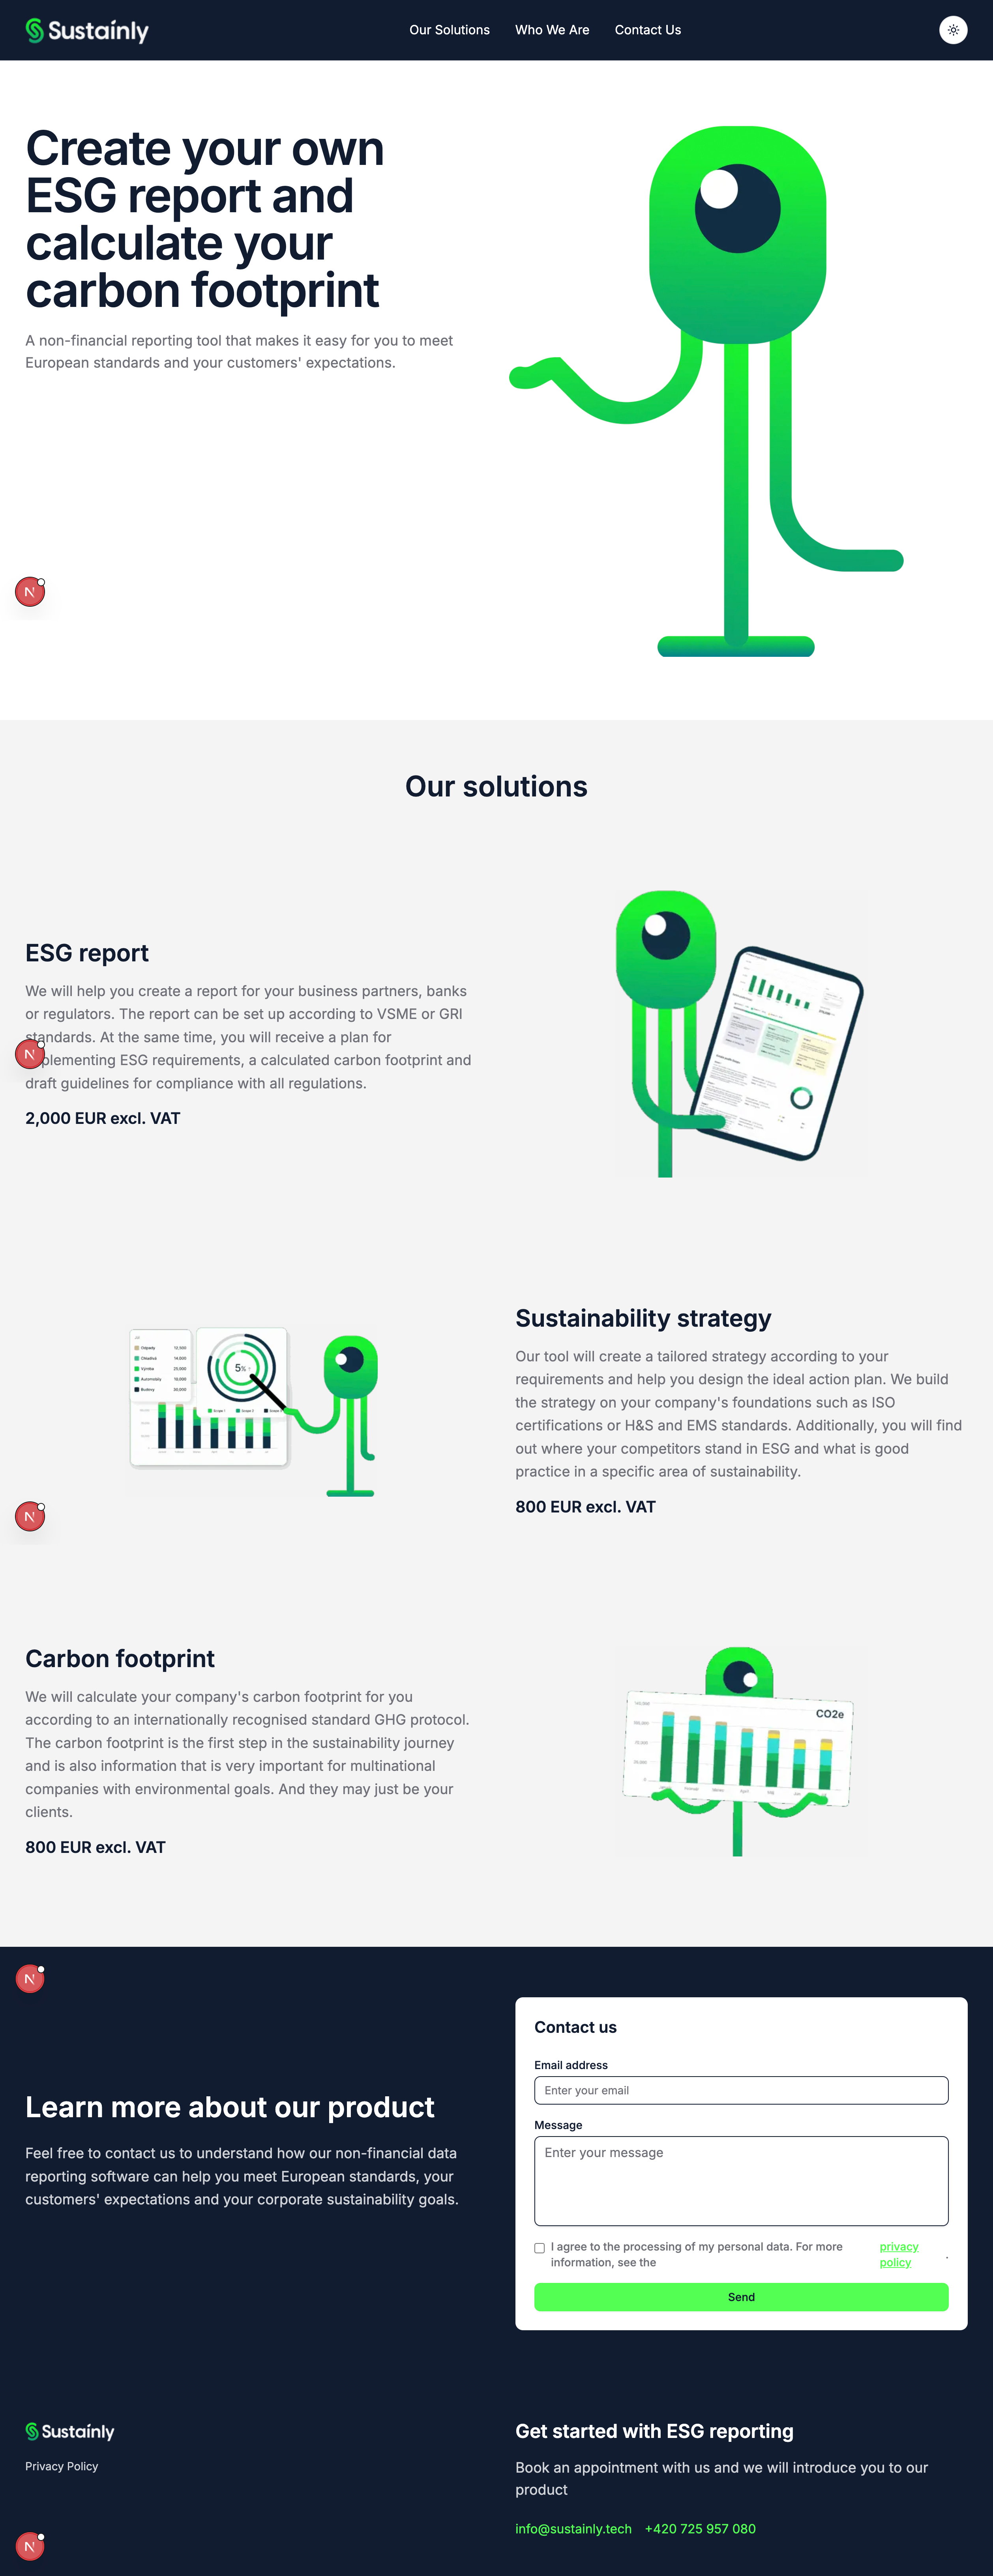 Sustainly
Our Solutions
Who We Are
Contact Us
Create your own
ESG report and
calculate your
carbon footprint
A non-financial reporting tool that makes it easy for you to meet
European standards and your customers' expectations.
N
Our solutions
ESG report
We will help you create a report for your business partners, banks
or regulators. The report can be set up according to VSME or GRI
standards. At the same time, you will receive a plan for
plementing ESG requirements, a calculated carbon footprint and
draft guidelines for compliance with all regulations.
2,000 EUR excl. VAT
N
5%
Sustainability strategy
Our tool will create a tailored strategy according to your
requirements and help you design the ideal action plan. We build
the strategy on your company's foundations such as ISO
certifications or H&S and EMS standards. Additionally, you will find
out where your competitors stand in ESG and what is good
practice in a specific area of sustainability.
800 EUR excl. VAT
N
Carbon footprint
We will calculate your company's carbon footprint for you
according to an internationally recognised standard GHG protocol.
The carbon footprint is the first step in the sustainability journey
and is also information that is very important for multinational
companies with environmental goals. And they may just be your
clients.
800 EUR excl. VAT
CO2e
N
Learn more about our product
Feel free to contact us to understand how our non-financial data
reporting software can help you meet European standards, your
customers' expectations and your corporate sustainability goals.
Contact us
Email address
Enter your email
Message
Enter your message
I agree to the processing of my personal data. For more
information, see the
privacy
policy
.
Send
Sustainly
Privacy Policy
Get started with ESG reporting
Book an appointment with us and we will introduce you to our
product
info@sustainly.tech
+420 725 957 080
N